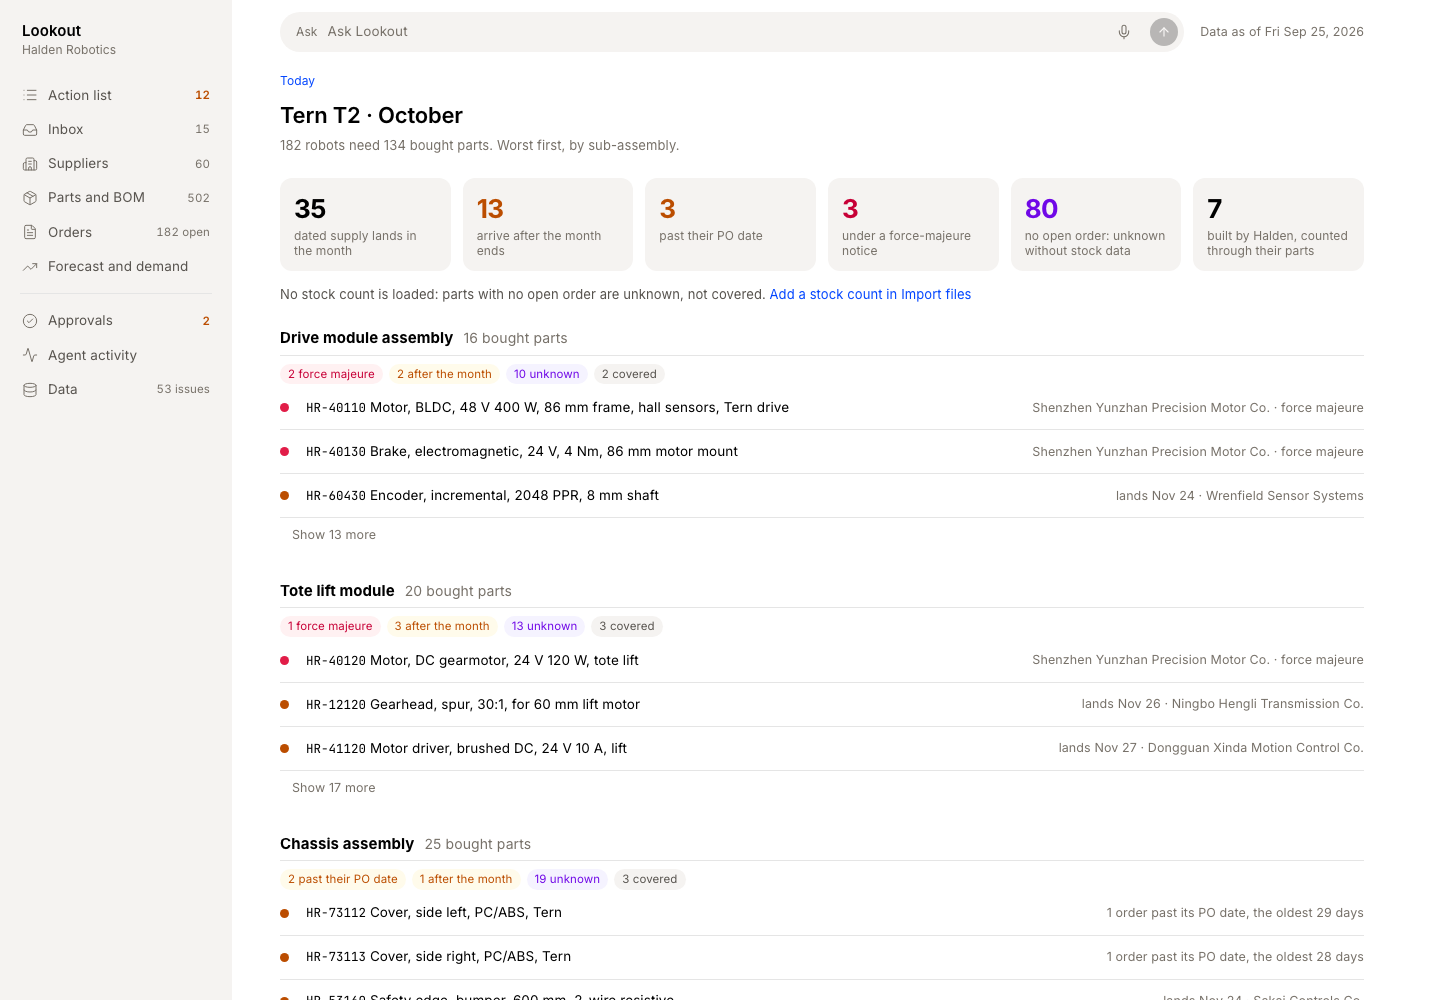 Lookout
Halden Robotics
Action list 12
Inbox 15
Suppliers 60
Parts and BOM 502
Orders 182 open
Forecast and demand
Approvals 2
Agent activity
Data 53 issues
Ask Ask Lookout
Data as of Fri Sep 25, 2026
Today
Tern T2 · October
182 robots need 134 bought parts. Worst first, by sub-assembly.
35
dated supply lands in
the month
13
arrive after the month
ends
3
past their PO date
3
under a force-majeure
notice
80
no open order: unknown
without stock data
7
built by Halden, counted
through their parts
No stock count is loaded: parts with no open order are unknown, not covered. Add a stock count in Import files
Drive module assembly 16 bought parts
2 force majeure 2 after the month 10 unknown 2 covered
HR-40110 Motor, BLDC, 48 V 400 W, 86 mm frame, hall sensors, Tern drive Shenzhen Yunzhan Precision Motor Co. · force majeure
HR-40130 Brake, electromagnetic, 24 V, 4 Nm, 86 mm motor mount Shenzhen Yunzhan Precision Motor Co. · force majeure
HR-60430 Encoder, incremental, 2048 PPR, 8 mm shaft lands Nov 24 · Wrenfield Sensor Systems
Show 13 more
Tote lift module 20 bought parts
1 force majeure 3 after the month 13 unknown 3 covered
HR-40120 Motor, DC gearmotor, 24 V 120 W, tote lift Shenzhen Yunzhan Precision Motor Co. · force majeure
HR-12120 Gearhead, spur, 30:1, for 60 mm lift motor lands Nov 26 · Ningbo Hengli Transmission Co.
HR-41120 Motor driver, brushed DC, 24 V 10 A, lift lands Nov 27 · Dongguan Xinda Motion Control Co.
Show 17 more
Chassis assembly 25 bought parts
2 past their PO date 1 after the month 19 unknown 3 covered
HR-73112 Cover, side left, PC/ABS, Tern 1 order past its PO date, the oldest 29 days
HR-73113 Cover, side right, PC/ABS, Tern 1 order past its PO date, the oldest 28 days
HR-53160 Safety edge, bumper, 600 mm, 2-wire resistive lands Nov 24 · Sakai Controls Co.